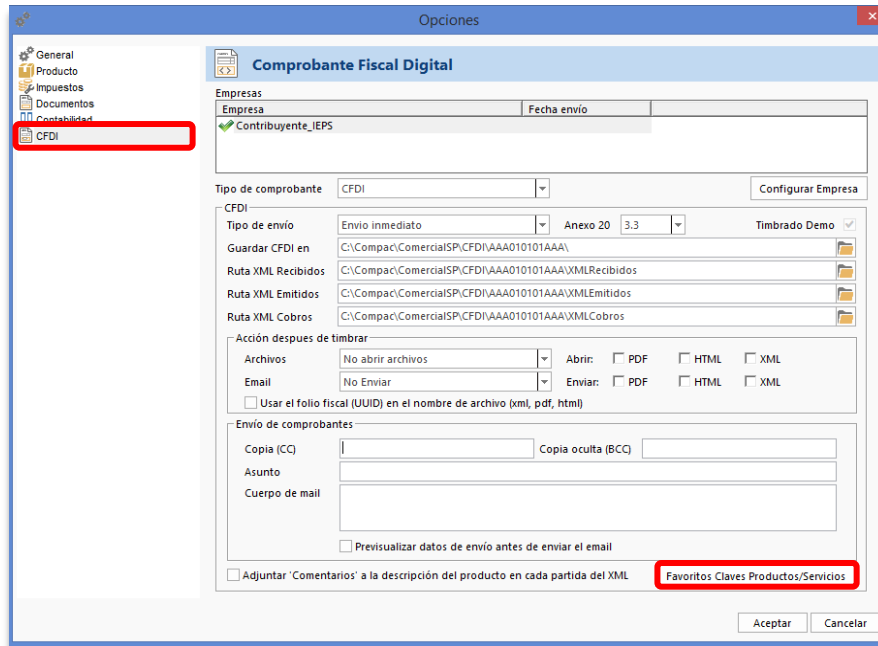 Opciones
General
Producto
Impuestos
Documentos
Contabilidad
CFDI
Comprobante Fiscal Digital
Empresas
Empresa Fecha envío
Contribuyente_IEPS
Tipo de comprobante CFDI Configurar Empresa
CFDI
Tipo de envío Envio inmediato Anexo 20 3.3 Timbrado Demo
Guardar CFDI en C:\Compac\ComercialSP\CFDI\AAA010101AAA\
Ruta XML Recibidos C:\Compac\ComercialSP\CFDI\AAA010101AAA\XMLRecibidos
Ruta XML Emitidos C:\Compac\ComercialSP\CFDI\AAA010101AAA\XMLEmitidos
Ruta XML Cobros C:\Compac\ComercialSP\CFDI\AAA010101AAA\XMLCobros
Acción despues de timbrar
Archivos No abrir archivos Abrir: PDF HTML XML
Email No Enviar Enviar: PDF HTML XML
Usar el folio fiscal (UUID) en el nombre de archivo (xml, pdf, html)
Envío de comprobantes
Copia (CC) Copia oculta (BCC)
Asunto
Cuerpo de mail
Previsualizar datos de envío antes de enviar el email
Adjuntar 'Comentarios' a la descripción del producto en cada partida del XML Favoritos Claves Productos/Servicios
Aceptar Cancelar